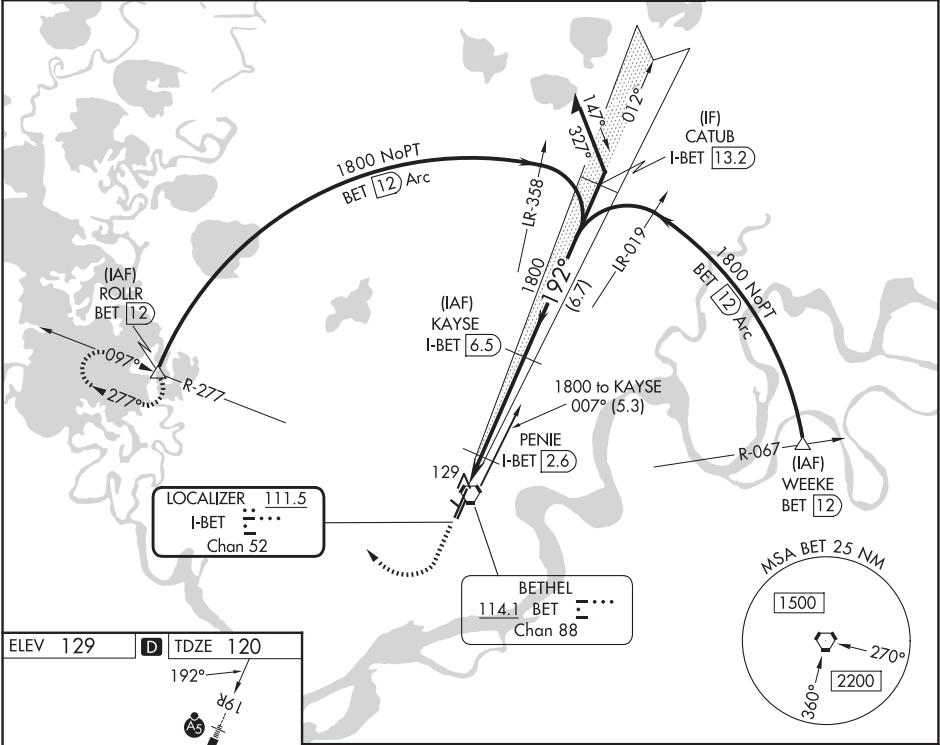 147°
012°
327°
(IF)
CATUB
I-BET 13.2
1800 NoPT
BET 12 Arc
LR-358
LR-019
1800
192°
(6.7)
1800 NoPT
BET 12 Arc
(IAF)
ROLLR
BET 12
(IAF)
KAYSE
I-BET 6.5
097°
277°
R-277
1800 to KAYSE
007° (5.3)
PENIE
I-BET 2.6
129
R-067
(IAF)
WEEKE
BET 12
LOCALIZER 111.5
I-BET
Chan 52
BETHEL
114.1 BET
Chan 88
MSA BET 25 NM
1500
270°
2200
360°
ELEV 129
D TDZE 120
192°
19R
A5